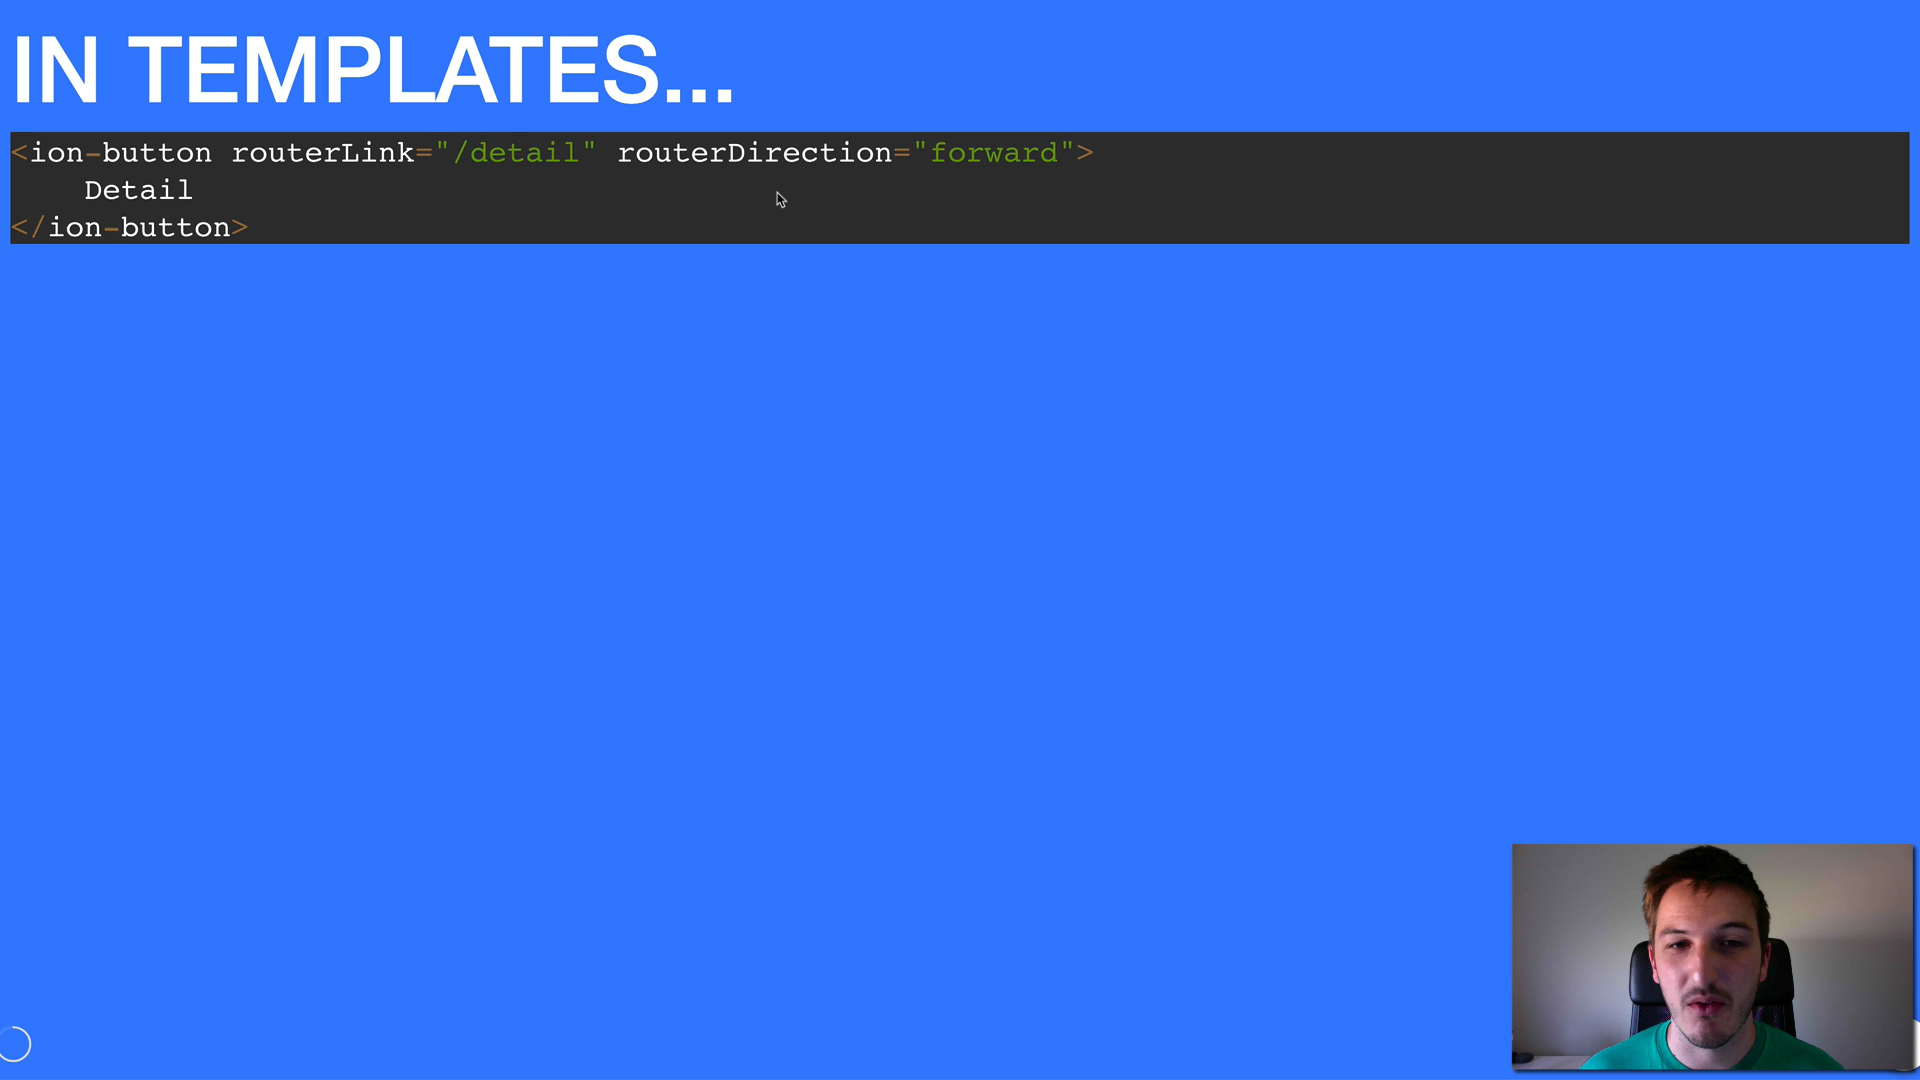 IN TEMPLATES...
<ion-button routerLink="/detail" routerDirection="forward">
Detail
</ion-button>